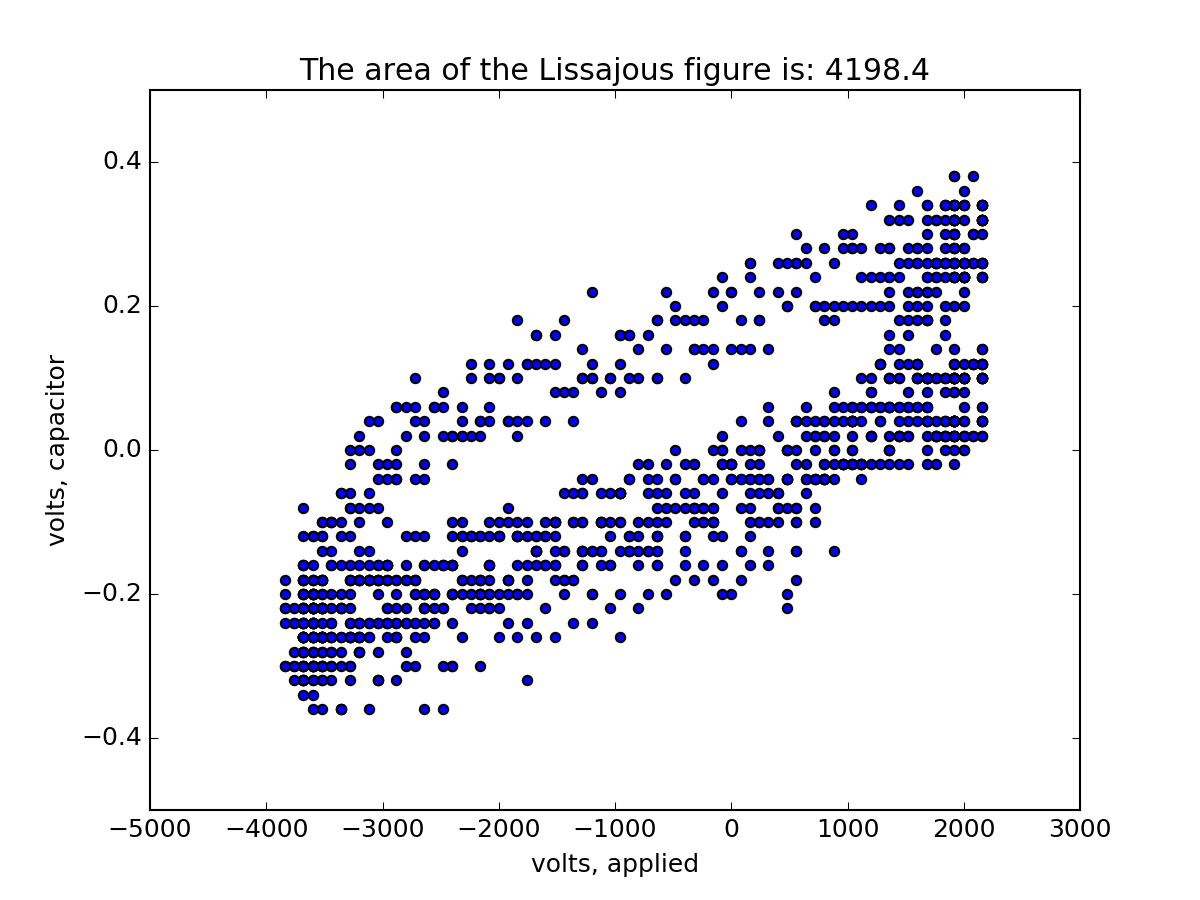 The area of the Lissajous figure is: 4198.4
0.4
0.2
0.0
−0.2
−0.4
volts, capacitor
−5000 −4000 −3000 −2000 −1000 0 1000 2000 3000
volts, applied